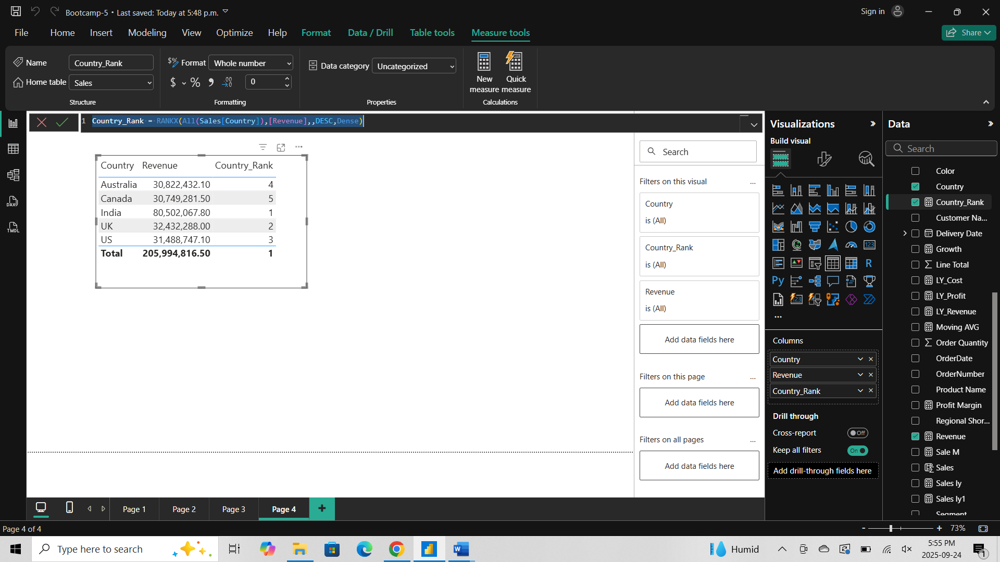 Bootcamp-5 • Last saved: Today at 5:48 p.m.
Sign in
File
Home
Insert
Modeling
View
Optimize
Help
Format
Data / Drill
Table tools
Measure tools
Share
Name
Country_Rank
Home table
Sales
Structure
Format
Whole number
$
%
0
Formatting
Data category
Uncategorized
Properties
New measure
Quick measure
Calculations
1 Country_Rank = RANKX(All(Sales[Country]),[Revenue],,DESC,Dense)
Country Revenue Country_Rank
Australia 30,822,432.10 4
Canada 30,749,281.50 5
India 80,502,067.80 1
UK 32,432,288.00 2
US 31,488,747.10 3
Total 205,994,816.50 1
Search
Filters on this visual
...
Country
is (All)
Country_Rank
is (All)
Revenue
is (All)
Add data fields here
Filters on this page
...
Add data fields here
Filters on all pages
...
Add data fields here
Visualizations
Build visual
123
R
Py
123
Columns
Country
Revenue
Country_Rank
Drill through
Cross-report
Off
Keep all filters
On
Add drill-through fields here
Data
Search
Color
Country
Country_Rank
Customer Na...
Delivery Date
Growth
Line Total
LY_Cost
LY_Profit
LY_Revenue
Moving AVG
Order Quantity
OrderDate
OrderNumber
Product Name
Profit Margin
Regional Shor...
Revenue
Sale M
Sales
Sales ly
Sales ly1
Segment
DAX
TMDL
Page 1
Page 2
Page 3
Page 4
+
Page 4 of 4
- + 73%
Type here to search
Humid
5:55 PM
2025-09-24
1